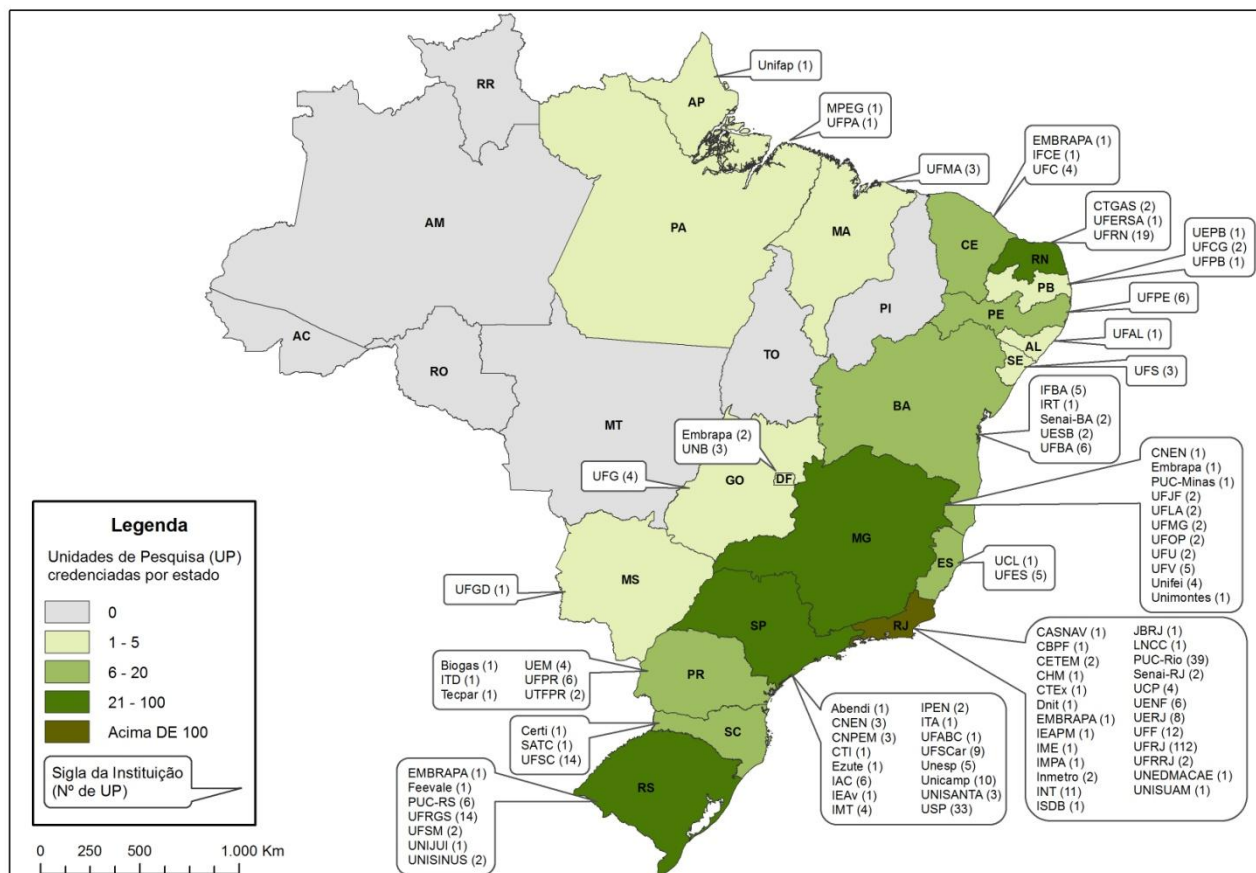 RR
AP
AM
PA
MA
CE
RN
PB
PE
AL
SE
PI
TO
AC
RO
MT
BA
GO
DF
MG
ES
MS
SP
RJ
PR
SC
RS
Unifap (1)
MPEG (1)
UFPA (1)
UFMA (3)
EMBRAPA (1)
IFCE (1)
UFC (4)
CTGAS (2)
UFERSA (1)
UFRN (19)
UEPB (1)
UFCG (2)
UFPB (1)
UFPE (6)
UFAL (1)
UFS (3)
IFBA (5)
IRT (1)
Senai-BA (2)
UESB (2)
UFBA (6)
Embrapa (2)
UNB (3)
UFG (4)
CNEN (1)
Embrapa (1)
PUC-Minas (1)
UFJF (2)
UFLA (2)
UFMG (2)
UFOP (2)
UFU (2)
UFV (5)
Unifei (4)
Unimontes (1)
UCL (1)
UFES (5)
UFGD (1)
CASNAV (1)
CBPF (1)
CETEM (2)
CHM (1)
CTEx (1)
Dnit (1)
EMBRAPA (1)
IEAPM (1)
IME (1)
IMPA (1)
Inmetro (2)
INT (11)
ISDB (1)
JBRJ (1)
LNCC (1)
PUC-Rio (39)
Senai-RJ (2)
UCP (4)
UENF (6)
UERJ (8)
UFF (12)
UFRJ (112)
UFRRJ (2)
UNEDMACAE (1)
UNISUAM (1)
Biogas (1)
ITD (1)
Tecpar (1)
UEM (4)
UFPR (6)
UTFPR (2)
Certi (1)
SATC (1)
UFSC (14)
Abendi (1)
CNEN (3)
CNPEM (3)
CTI (1)
Ezute (1)
IAC (6)
IEAv (1)
IMT (4)
IPEN (2)
ITA (1)
UFABC (1)
UFSCar (9)
Unesp (5)
Unicamp (10)
UNISANTA (3)
USP (33)
EMBRAPA (1)
Feevale (1)
PUC-RS (6)
UFRGS (14)
UFSM (2)
UNIJUI (1)
UNISINUS (2)
Legenda
Unidades de Pesquisa (UP)
credenciadas por estado
0
1 - 5
6 - 20
21 - 100
Acima DE 100
Sigla da Instituição
(Nº de UP)
0 250 500 1.000 Km